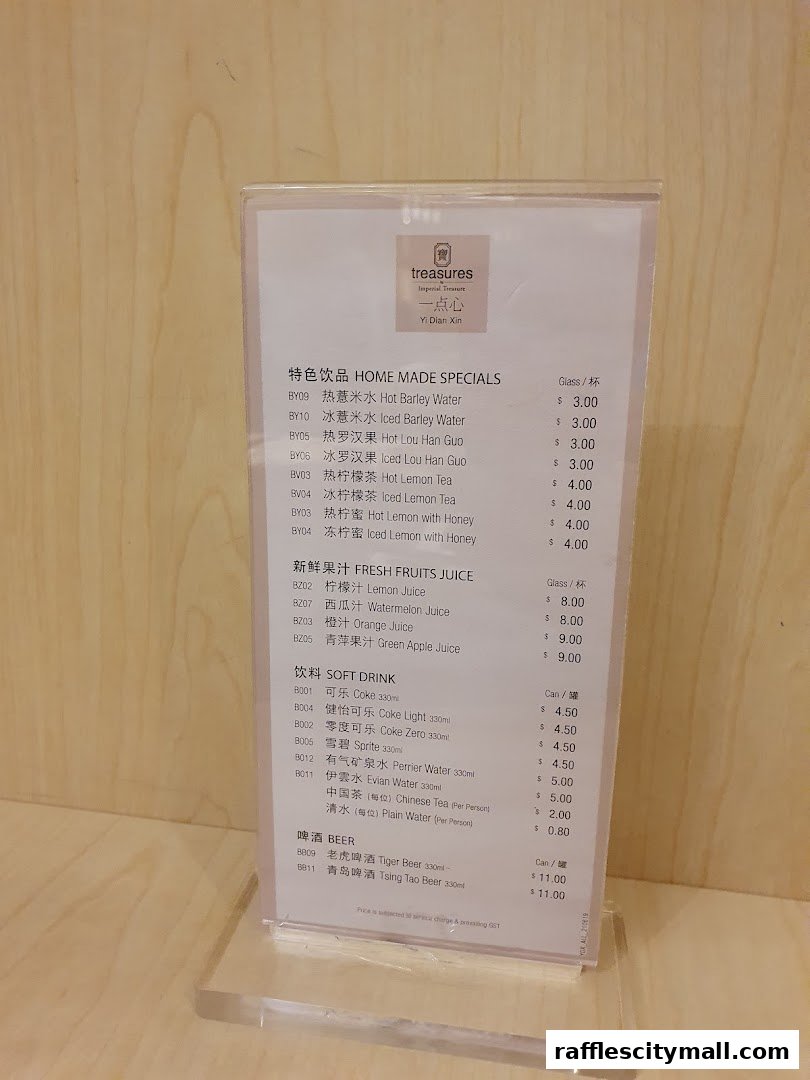 寶
treasures
by
Imperial Treasure
一点心
Yi Dian Xin
特色饮品 HOME MADE SPECIALS Glass / 杯
BY09 热薏米水 Hot Barley Water $ 3.00
BY10 冰薏米水 Iced Barley Water $ 3.00
BY05 热罗汉果 Hot Lou Han Guo $ 3.00
BY06 冰罗汉果 Iced Lou Han Guo $ 3.00
BV03 热柠檬茶 Hot Lemon Tea $ 4.00
BV04 冰柠檬茶 Iced Lemon Tea $ 4.00
BY03 热柠蜜 Hot Lemon with Honey $ 4.00
BY04 冻柠蜜 Iced Lemon with Honey $ 4.00
新鲜果汁 FRESH FRUITS JUICE Glass / 杯
BZ02 柠檬汁 Lemon Juice $ 8.00
BZ07 西瓜汁 Watermelon Juice $ 8.00
BZ03 橙汁 Orange Juice $ 9.00
BZ05 青萍果汁 Green Apple Juice $ 9.00
饮料 SOFT DRINK Can / 罐
B001 可乐 Coke 330ml $ 4.50
B004 健怡可乐 Coke Light 330ml $ 4.50
B002 零度可乐 Coke Zero 330ml $ 4.50
B005 雪碧 Sprite 330ml $ 4.50
B012 有气矿泉水 Perrier Water 330ml $ 5.00
B011 伊雲水 Evian Water 330ml $ 5.00
中国茶 (每位) Chinese Tea (Per Person) $ 2.00
清水 (每位) Plain Water (Per Person) $ 0.80
啤酒 BEER Can / 罐
BB09 老虎啤酒 Tiger Beer 330ml $ 11.00
BB11 青岛啤酒 Tsing Tao Beer 330ml $ 11.00
Price is subjected to service charge & prevailing GST
rafflescitymall.com